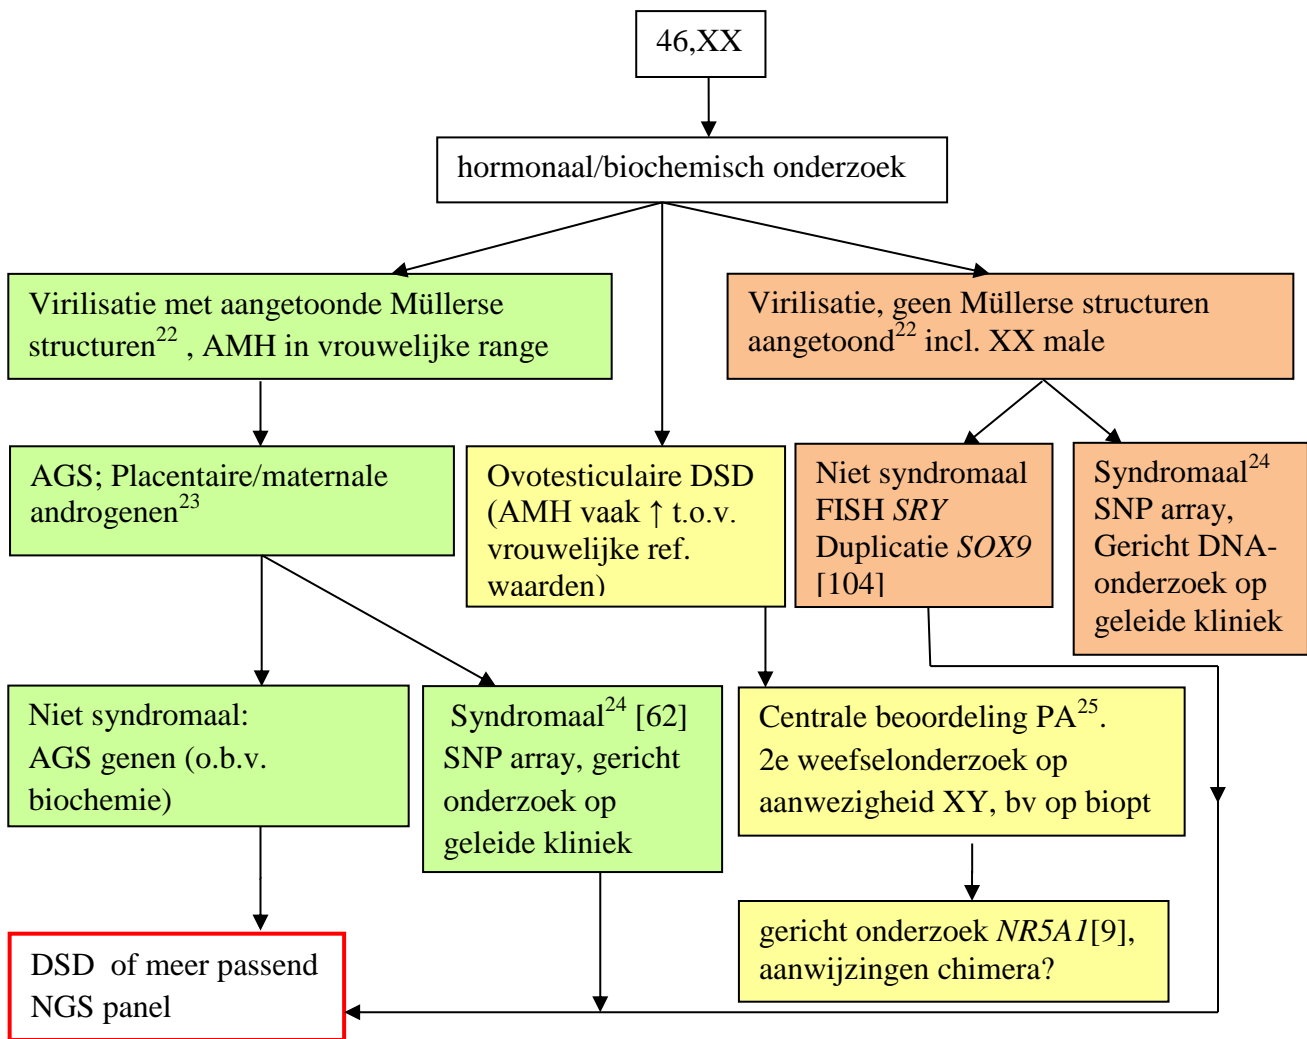 46,XX
hormonaal/biochemisch onderzoek
Virilisatie met aangetoonde Müllerse
structuren22 , AMH in vrouwelijke range
Virilisatie, geen Müllerse structuren
aangetoond22 incl. XX male
AGS; Placentaire/maternale
androgenen23
Ovotesticulaire DSD
(AMH vaak ↑ t.o.v.
vrouwelijke ref.
waarden)
Niet syndromaal
FISH SRY
Duplicatie SOX9
[104]
Syndromaal24
SNP array,
Gericht DNA-
onderzoek op
geleide kliniek
Niet syndromaal:
AGS genen (o.b.v.
biochemie)
Syndromaal24 [62]
SNP array, gericht
onderzoek op
geleide kliniek
Centrale beoordeling PA25.
2e weefselonderzoek op
aanwezigheid XY, bv op biopt
gericht onderzoek NR5A1[9],
aanwijzingen chimera?
DSD of meer passend
NGS panel